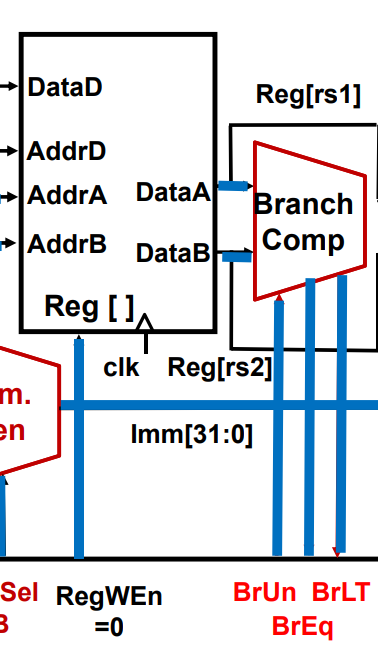 DataD
Reg[rs1]
AddrD
AddrA
DataA
Branch
Comp
AddrB
DataB
Reg [ ]
clk
Reg[rs2]
m.
en
Imm[31:0]
Sel
B
RegWEn
=0
BrUn
BrLT
BrEq